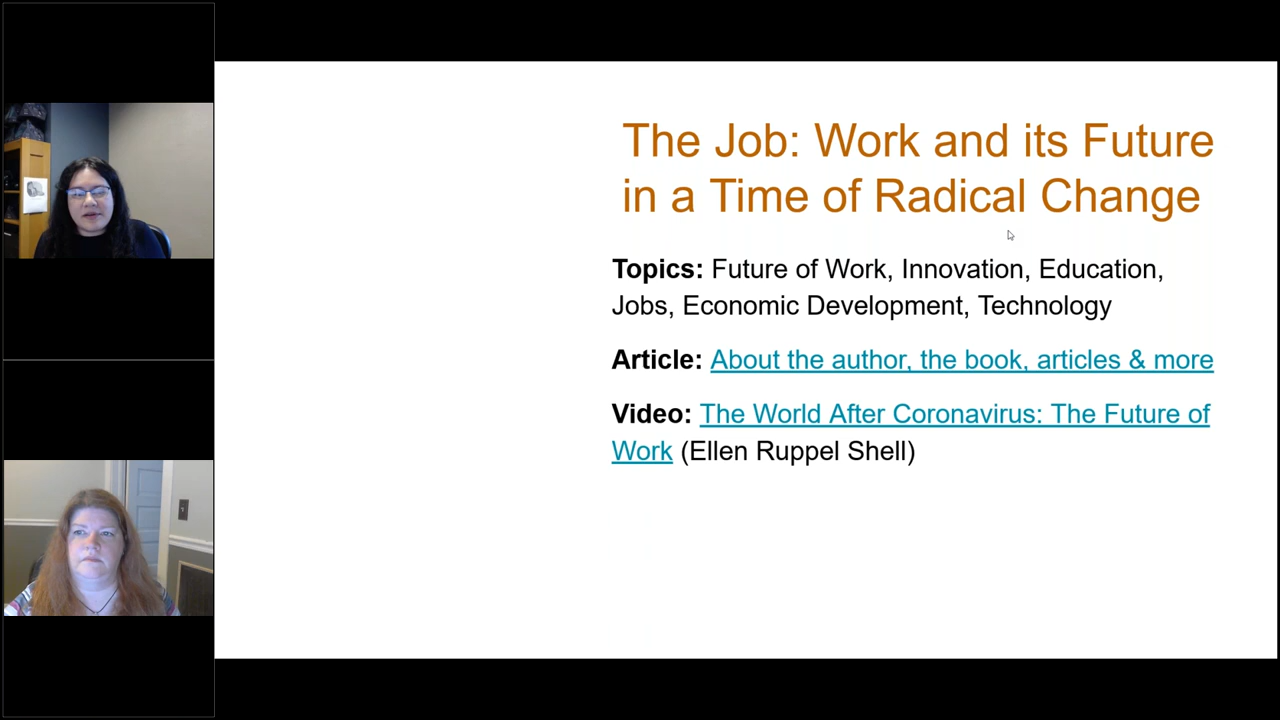 The Job: Work and its Future
in a Time of Radical Change
Topics: Future of Work, Innovation, Education,
Jobs, Economic Development, Technology
Article: About the author, the book, articles & more
Video: The World After Coronavirus: The Future of
Work (Ellen Ruppel Shell)